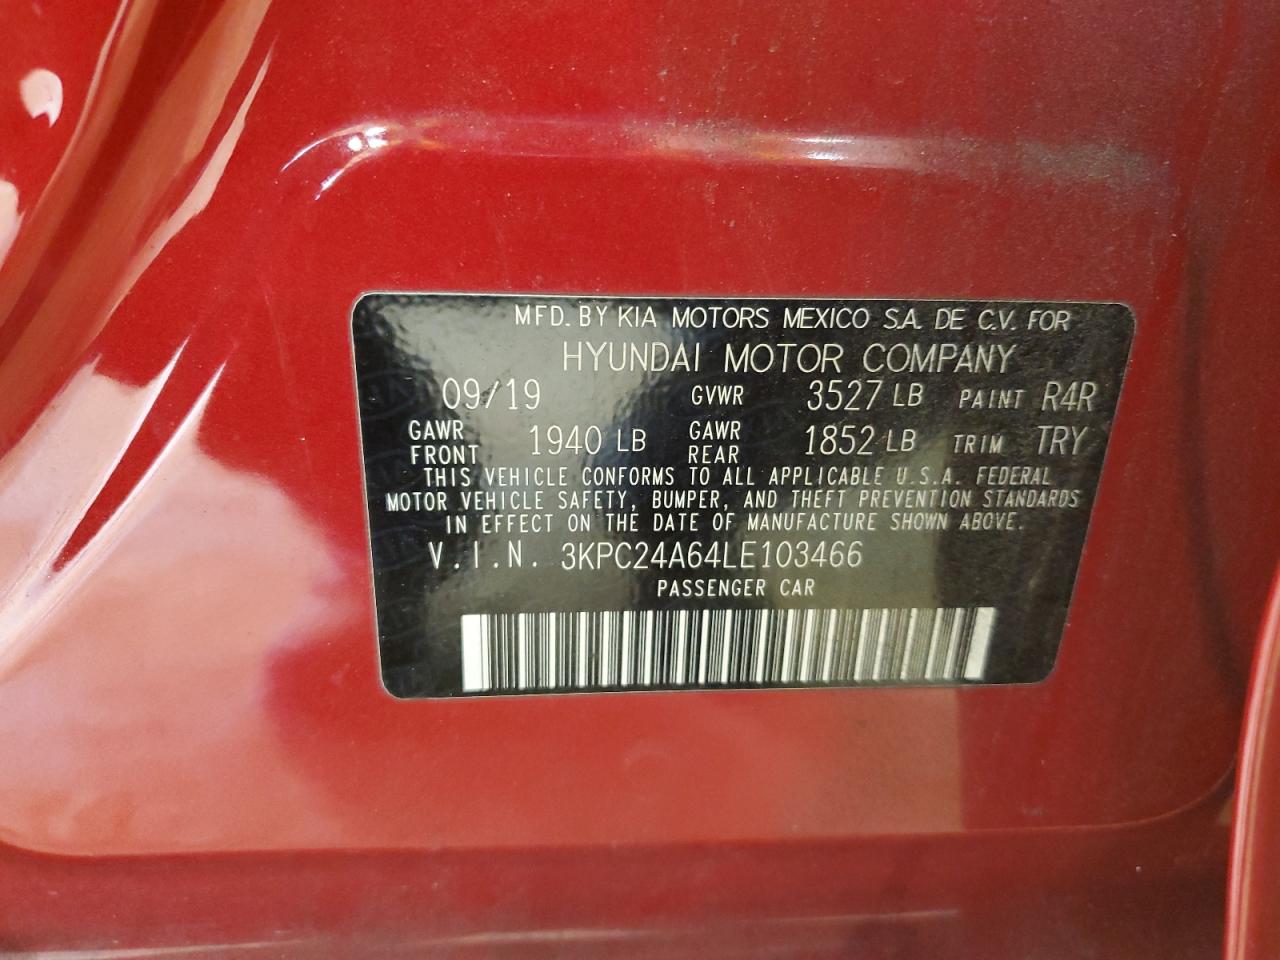 MFD. BY KIA MOTORS MEXICO S.A. DE C.V. FOR
HYUNDAI MOTOR COMPANY
09/19 GVWR 3527 LB PAINT R4R
GAWR FRONT 1940 LB GAWR REAR 1852 LB TRIM TRY
THIS VEHICLE CONFORMS TO ALL APPLICABLE U.S.A. FEDERAL
MOTOR VEHICLE SAFETY, BUMPER, AND THEFT PREVENTION STANDARDS
IN EFFECT ON THE DATE OF MANUFACTURE SHOWN ABOVE.
V.I.N. 3KPC24A64LE103466
PASSENGER CAR